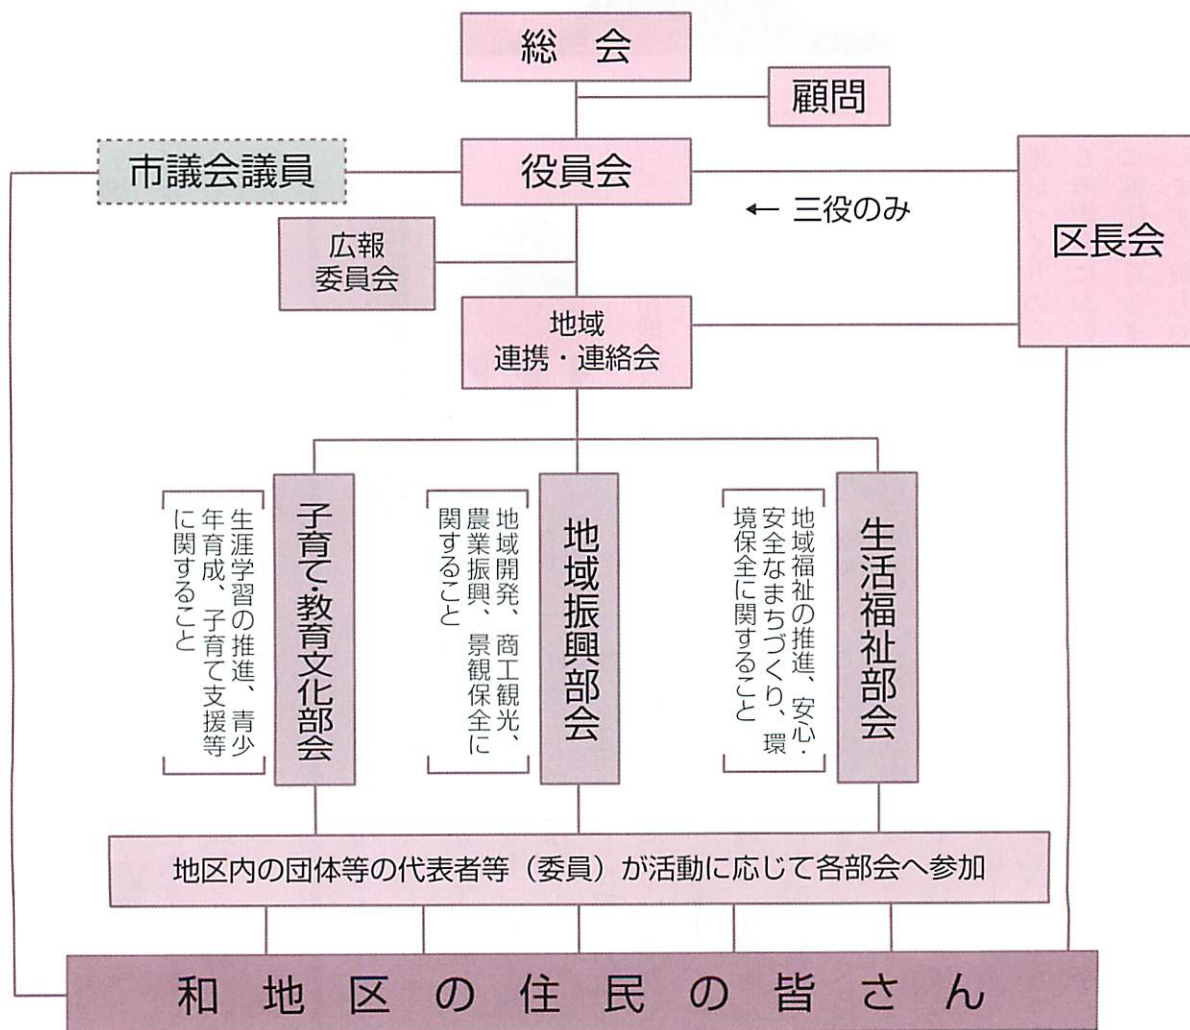 総会
顧問
市議会議員
役員会
← 三役のみ
区長会
広報
委員会
地域
連携・連絡会
子育て・教育文化部会
生涯学習の推進、青少
年育成、子育て支援等
に関すること
地域振興部会
地域開発、商工観光、
農業振興、景観保全に
関すること
生活福祉部会
地域福祉の推進、安心・
安全なまちづくり、環
境保全に関すること
地区内の団体等の代表者等（委員）が活動に応じて各部会へ参加
和地区の住民の皆さん